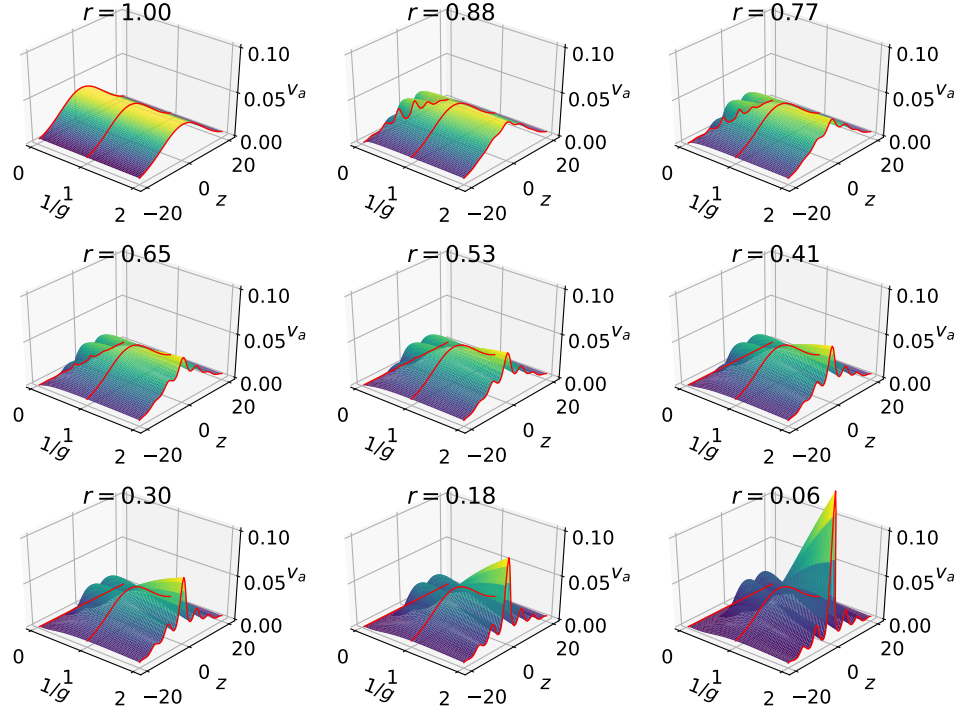 r = 1.00
0.10
0.05
v_a
0.00
20
0
z
−20
0
1
2
1/g
r = 0.88
0.10
0.05
v_a
0.00
20
0
z
−20
0
1
2
1/g
r = 0.77
0.10
0.05
v_a
0.00
20
0
z
−20
0
1
2
1/g
r = 0.65
0.10
0.05
v_a
0.00
20
0
z
−20
0
1
2
1/g
r = 0.53
0.10
0.05
v_a
0.00
20
0
z
−20
0
1
2
1/g
r = 0.41
0.10
0.05
v_a
0.00
20
0
z
−20
0
1
2
1/g
r = 0.30
0.10
0.05
v_a
0.00
20
0
z
−20
0
1
2
1/g
r = 0.18
0.10
0.05
v_a
0.00
20
0
z
−20
0
1
2
1/g
r = 0.06
0.10
0.05
v_a
0.00
20
0
z
−20
0
1
2
1/g